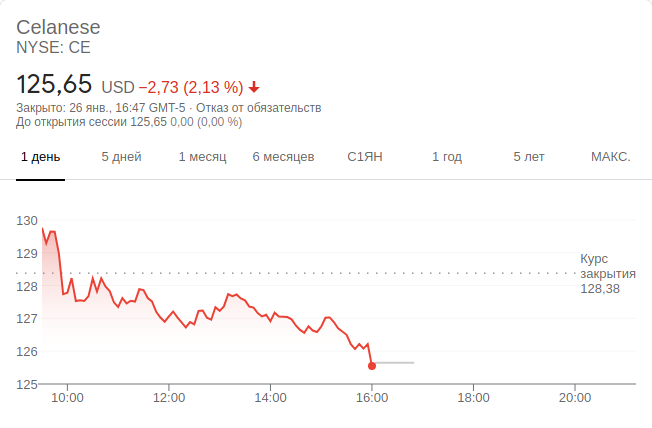 Celanese
NYSE: CE
125,65 USD −2,73 (2,13 %)
Закрыто: 26 янв., 16:47 GMT-5 · Отказ от обязательств
До открытия сессии 125,65 0,00 (0,00 %)
1 день 5 дней 1 месяц 6 месяцев С1ЯН 1 год 5 лет МАКС.
130
129
Курс
закрытия
128,38
128
127
126
125
10:00 12:00 14:00 16:00 18:00 20:00